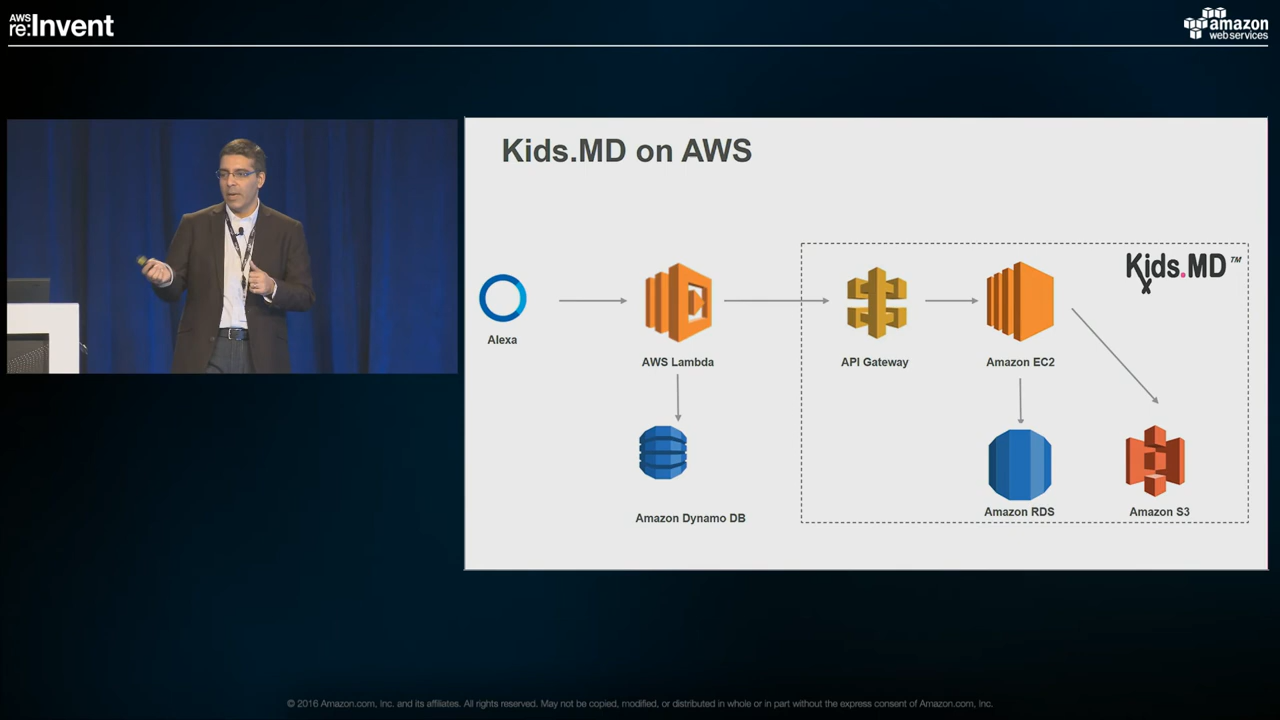 AWS
re:Invent
amazon
web services
Kids.MD on AWS
Kids.MD™
Alexa
AWS Lambda
API Gateway
Amazon EC2
Amazon Dynamo DB
Amazon RDS
Amazon S3
© 2016 Amazon.com, Inc. and its affiliates. All rights reserved. May not be copied, modified, or distributed in whole or in part without the express consent of Amazon.com, Inc.